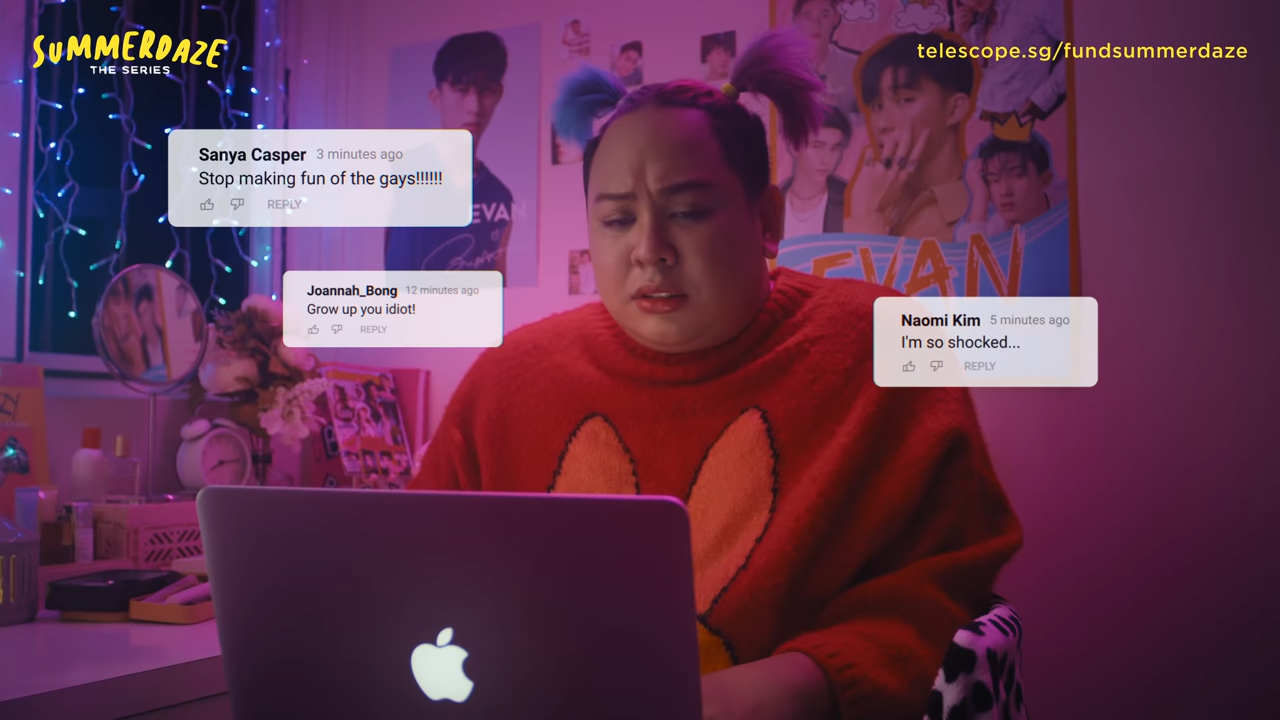 SUMMERDAZE
THE SERIES
telescope.sg/fundsummerdaze
Sanya Casper 3 minutes ago
Stop making fun of the gays!!!!!!
REPLY
EVAN
Joannah_Bong 12 minutes ago
Grow up you idiot!
REPLY
EVAN
Naomi Kim 5 minutes ago
I'm so shocked...
REPLY